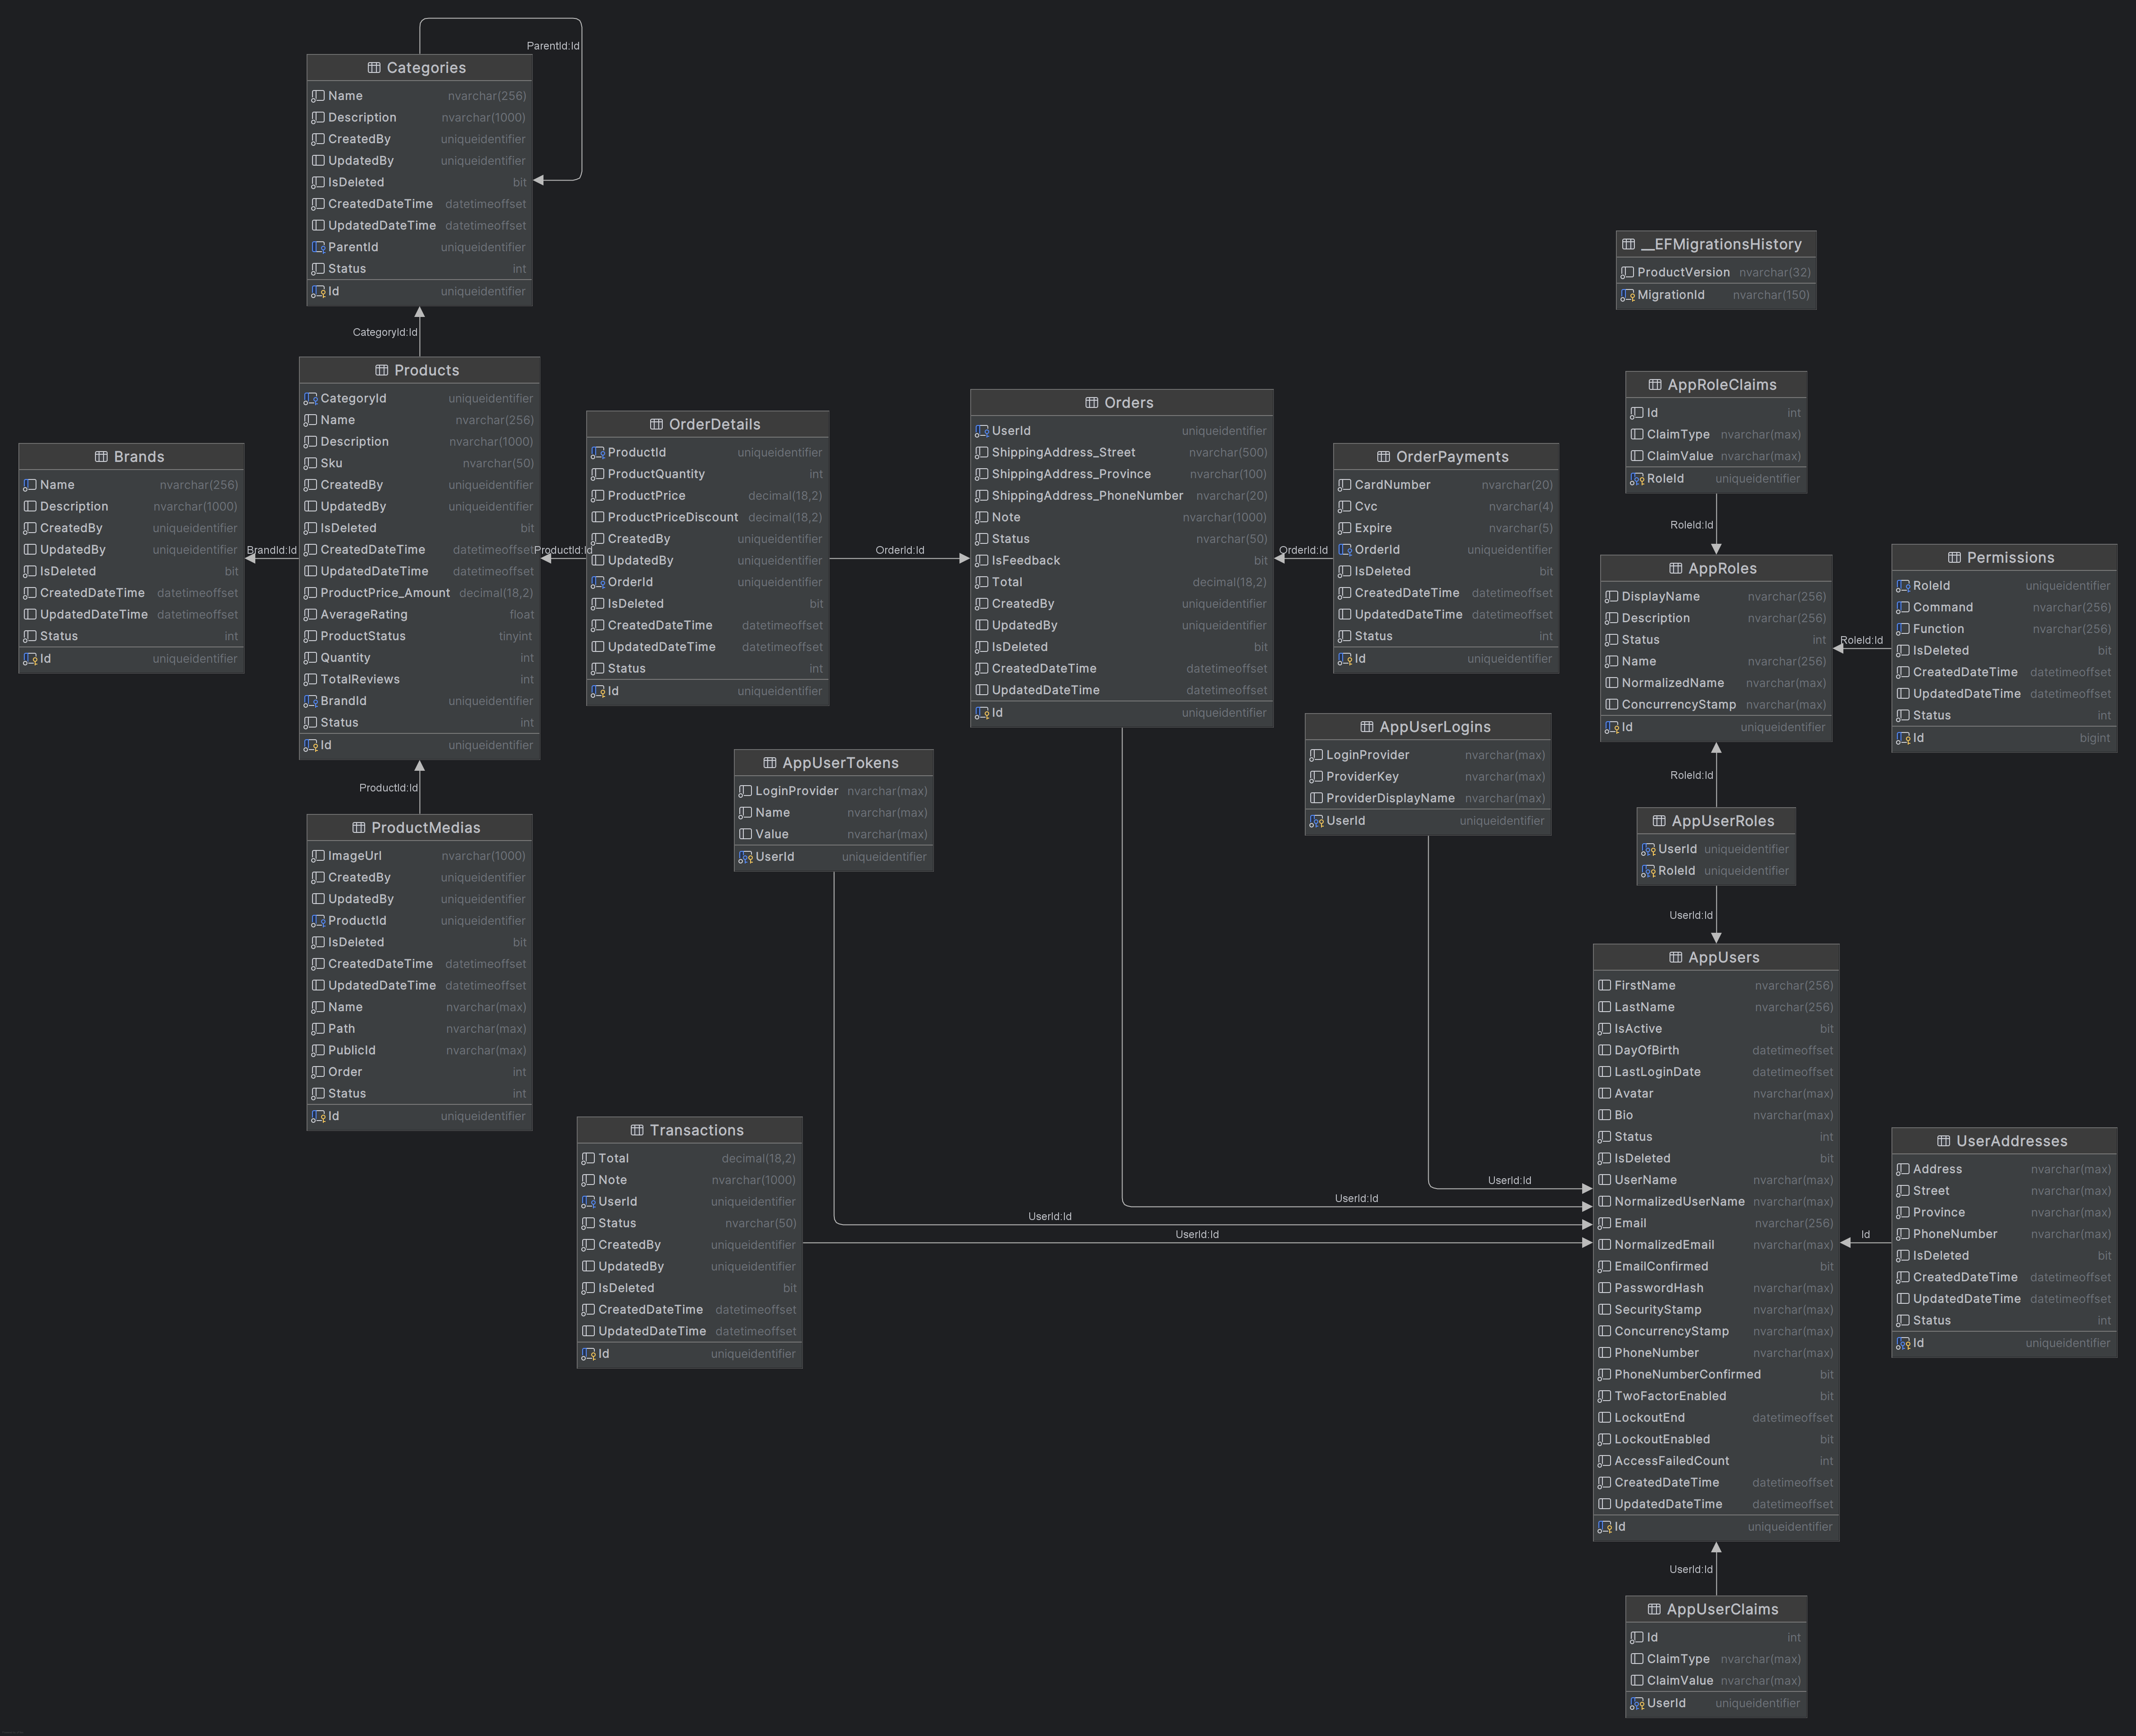 ParentId:Id
Categories
Name nvarchar(256)
Description nvarchar(1000)
CreatedBy uniqueidentifier
UpdatedBy uniqueidentifier
IsDeleted bit
CreatedDateTime datetimeoffset
UpdatedDateTime datetimeoffset
ParentId uniqueidentifier
Status int
Id uniqueidentifier
CategoryId:Id
Products
CategoryId uniqueidentifier
Name nvarchar(256)
Description nvarchar(1000)
Sku nvarchar(50)
CreatedBy uniqueidentifier
UpdatedBy uniqueidentifier
IsDeleted bit
CreatedDateTime datetimeoffset
UpdatedDateTime datetimeoffset
ProductPrice_Amount decimal(18,2)
AverageRating float
ProductStatus tinyint
Quantity int
TotalReviews int
BrandId uniqueidentifier
Status int
Id uniqueidentifier
BrandId:Id
Brands
Name nvarchar(256)
Description nvarchar(1000)
CreatedBy uniqueidentifier
UpdatedBy uniqueidentifier
IsDeleted bit
CreatedDateTime datetimeoffset
UpdatedDateTime datetimeoffset
Status int
Id uniqueidentifier
ProductId:Id
ProductMedias
ImageUrl nvarchar(1000)
CreatedBy uniqueidentifier
UpdatedBy uniqueidentifier
ProductId uniqueidentifier
IsDeleted bit
CreatedDateTime datetimeoffset
UpdatedDateTime datetimeoffset
Name nvarchar(max)
Path nvarchar(max)
PublicId nvarchar(max)
Order int
Status int
Id uniqueidentifier
ProductId:Id
OrderDetails
ProductId uniqueidentifier
ProductQuantity int
ProductPrice decimal(18,2)
ProductPriceDiscount decimal(18,2)
CreatedBy uniqueidentifier
UpdatedBy uniqueidentifier
OrderId uniqueidentifier
IsDeleted bit
CreatedDateTime datetimeoffset
UpdatedDateTime datetimeoffset
Status int
Id uniqueidentifier
OrderId:Id
Orders
UserId uniqueidentifier
ShippingAddress_Street nvarchar(500)
ShippingAddress_Province nvarchar(100)
ShippingAddress_PhoneNumber nvarchar(20)
Note nvarchar(1000)
Status nvarchar(50)
IsFeedback bit
Total decimal(18,2)
CreatedBy uniqueidentifier
UpdatedBy uniqueidentifier
IsDeleted bit
CreatedDateTime datetimeoffset
UpdatedDateTime datetimeoffset
Id uniqueidentifier
OrderId:Id
OrderPayments
CardNumber nvarchar(20)
Cvc nvarchar(4)
Expire nvarchar(5)
OrderId uniqueidentifier
IsDeleted bit
CreatedDateTime datetimeoffset
UpdatedDateTime datetimeoffset
Status int
Id uniqueidentifier
AppUserTokens
LoginProvider nvarchar(max)
Name nvarchar(max)
Value nvarchar(max)
UserId uniqueidentifier
AppUserLogins
LoginProvider nvarchar(max)
ProviderKey nvarchar(max)
ProviderDisplayName nvarchar(max)
UserId uniqueidentifier
Transactions
Total decimal(18,2)
Note nvarchar(1000)
UserId uniqueidentifier
Status nvarchar(50)
CreatedBy uniqueidentifier
UpdatedBy uniqueidentifier
IsDeleted bit
CreatedDateTime datetimeoffset
UpdatedDateTime datetimeoffset
Id uniqueidentifier
UserId:Id
UserId:Id
UserId:Id
UserId:Id
__EFMigrationsHistory
ProductVersion nvarchar(32)
MigrationId nvarchar(150)
AppRoleClaims
Id int
ClaimType nvarchar(max)
ClaimValue nvarchar(max)
RoleId uniqueidentifier
RoleId:Id
AppRoles
DisplayName nvarchar(256)
Description nvarchar(256)
Status int
Name nvarchar(256)
NormalizedName nvarchar(max)
ConcurrencyStamp nvarchar(max)
Id uniqueidentifier
RoleId:Id
Permissions
RoleId uniqueidentifier
Command nvarchar(256)
Function nvarchar(256)
IsDeleted bit
CreatedDateTime datetimeoffset
UpdatedDateTime datetimeoffset
Status int
Id bigint
RoleId:Id
AppUserRoles
UserId uniqueidentifier
RoleId uniqueidentifier
UserId:Id
AppUsers
FirstName nvarchar(256)
LastName nvarchar(256)
IsActive bit
DayOfBirth datetimeoffset
LastLoginDate datetimeoffset
Avatar nvarchar(max)
Bio nvarchar(max)
Status int
IsDeleted bit
UserName nvarchar(max)
NormalizedUserName nvarchar(max)
Email nvarchar(256)
NormalizedEmail nvarchar(max)
EmailConfirmed bit
PasswordHash nvarchar(max)
SecurityStamp nvarchar(max)
ConcurrencyStamp nvarchar(max)
PhoneNumber nvarchar(max)
PhoneNumberConfirmed bit
TwoFactorEnabled bit
LockoutEnd datetimeoffset
LockoutEnabled bit
AccessFailedCount int
CreatedDateTime datetimeoffset
UpdatedDateTime datetimeoffset
Id uniqueidentifier
Id
UserAddresses
Address nvarchar(max)
Street nvarchar(max)
Province nvarchar(max)
PhoneNumber nvarchar(max)
IsDeleted bit
CreatedDateTime datetimeoffset
UpdatedDateTime datetimeoffset
Status int
Id uniqueidentifier
UserId:Id
AppUserClaims
Id int
ClaimType nvarchar(max)
ClaimValue nvarchar(max)
UserId uniqueidentifier